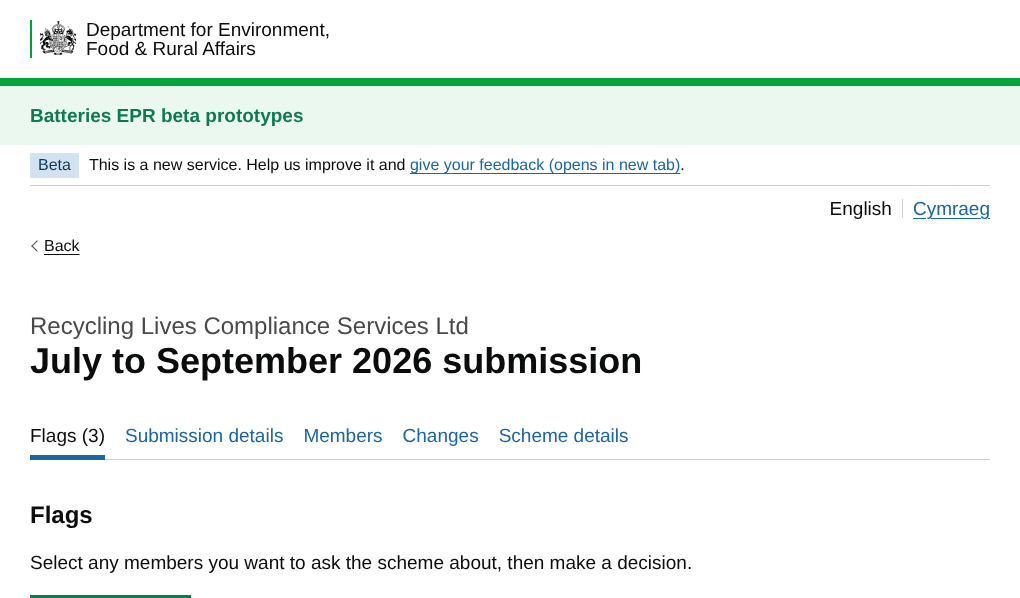 Department for Environment,
Food & Rural Affairs
Batteries EPR beta prototypes
Beta This is a new service. Help us improve it and give your feedback (opens in new tab).
English Cymraeg
Back
Recycling Lives Compliance Services Ltd
July to September 2026 submission
Flags (3) Submission details Members Changes Scheme details
Flags
Select any members you want to ask the scheme about, then make a decision.